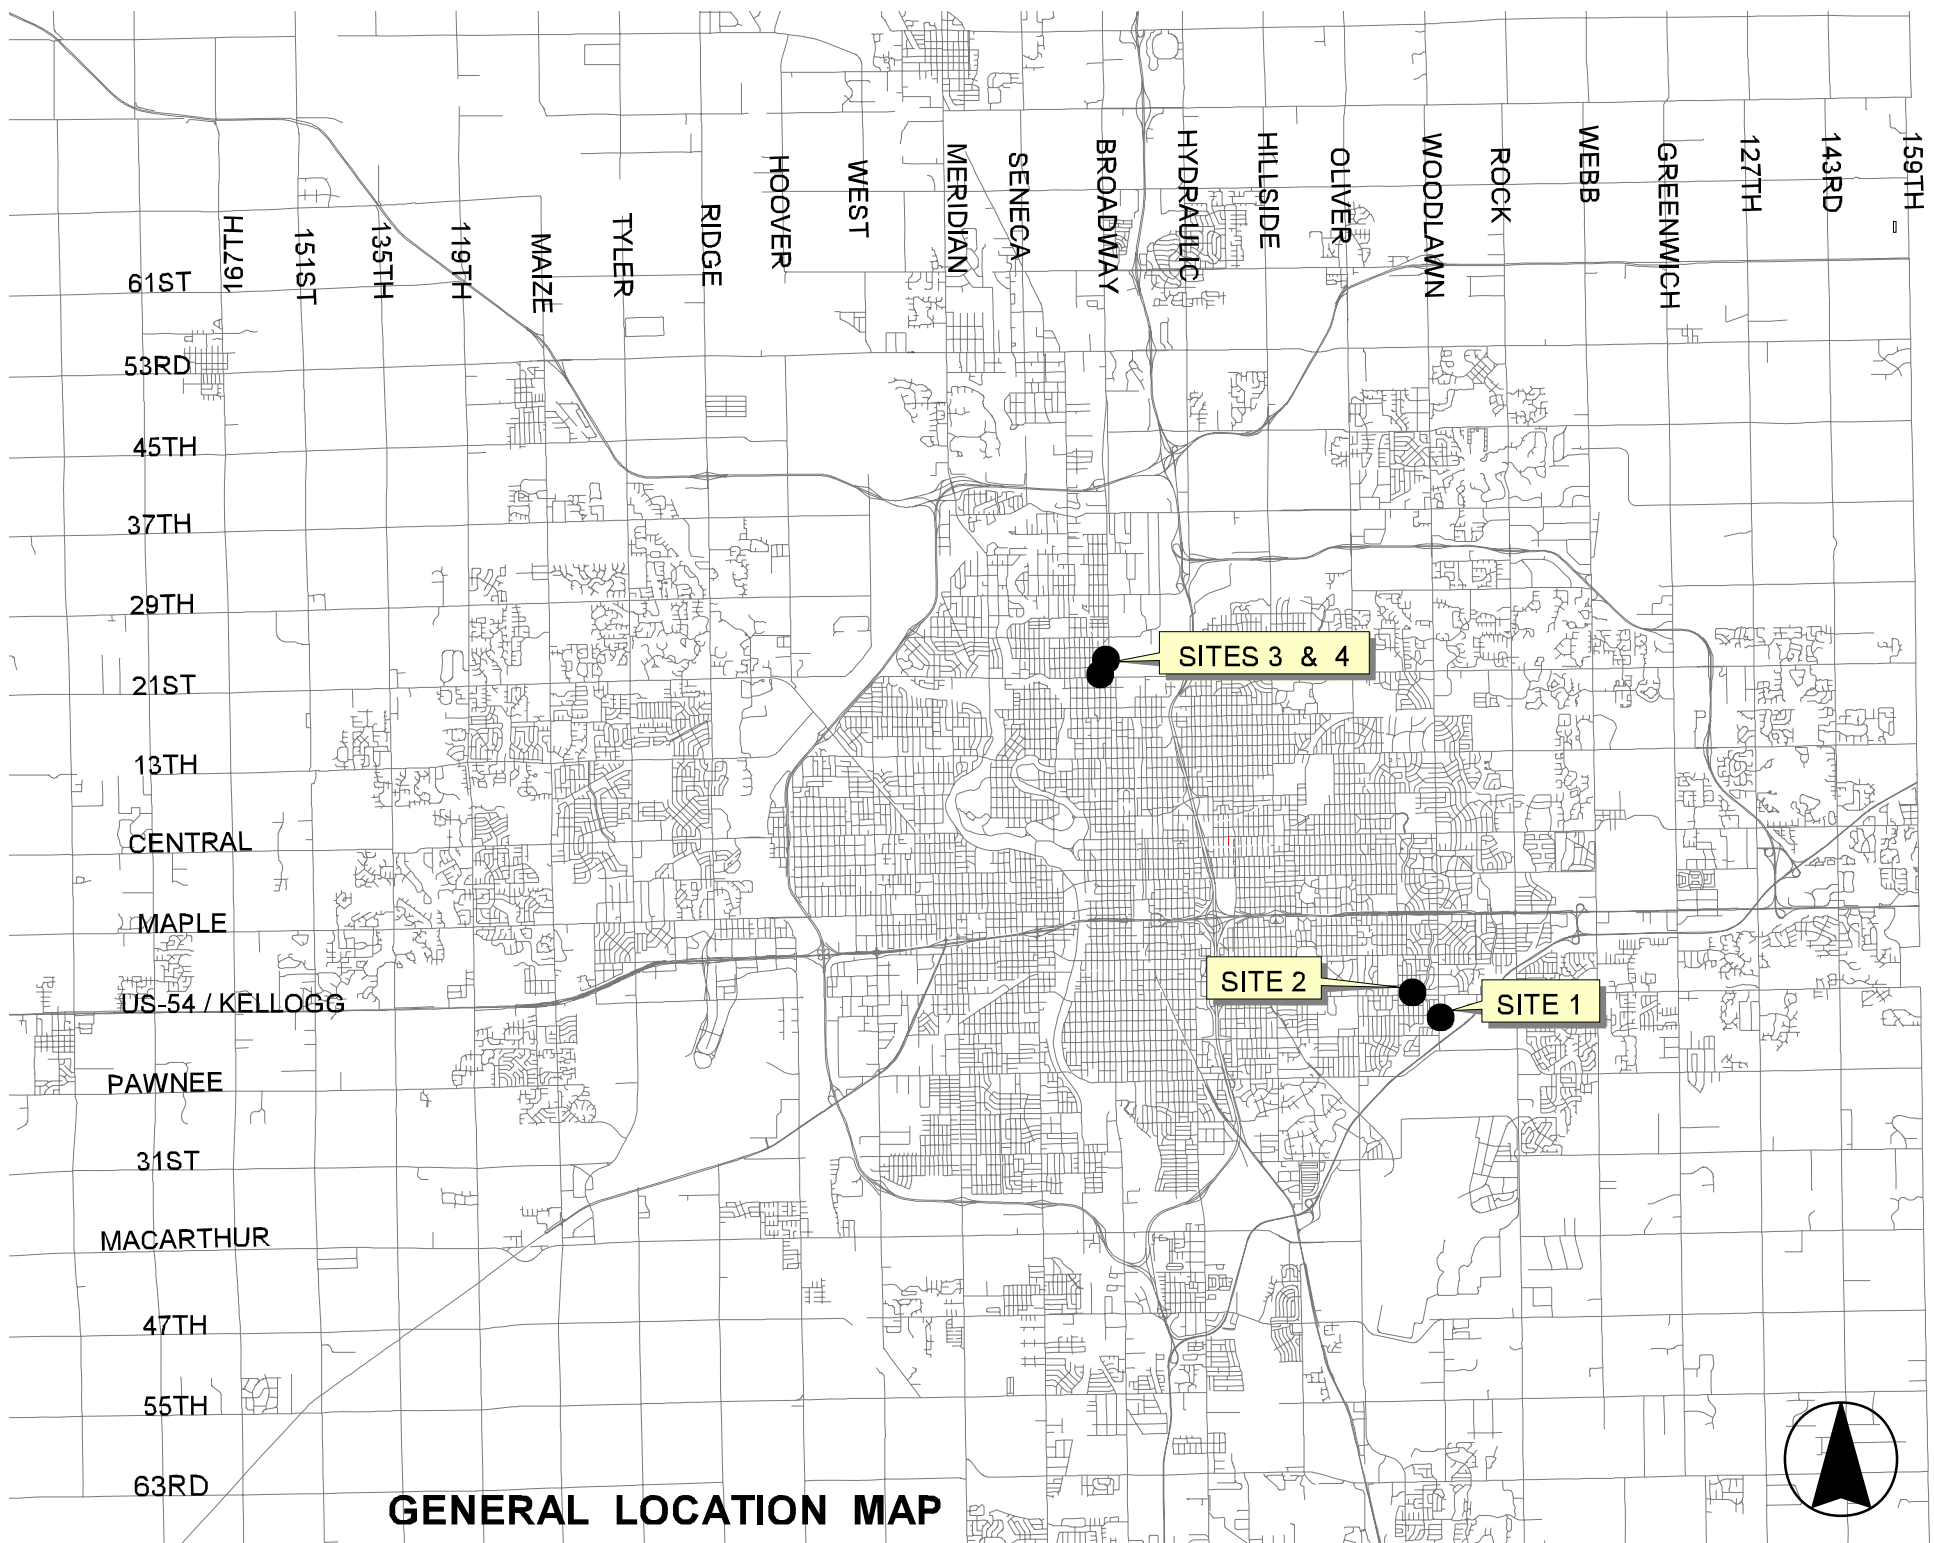 HOOVER
WEST
MERIDIAN
SENECA
BROADWAY
HYDRAULIC
HILLSIDE
OLIVER
WOODLAWN
ROCK
WEBB
GREENWICH
127TH
143RD
159TH
167TH
151ST
135TH
119TH
MAIZE
TYLER
RIDGE
61ST
53RD
45TH
37TH
29TH
SITES 3 & 4
21ST
13TH
CENTRAL
MAPLE
SITE 2
SITE 1
US-54 / KELLOGG
PAWNEE
31ST
MACARTHUR
47TH
55TH
63RD
GENERAL LOCATION MAP